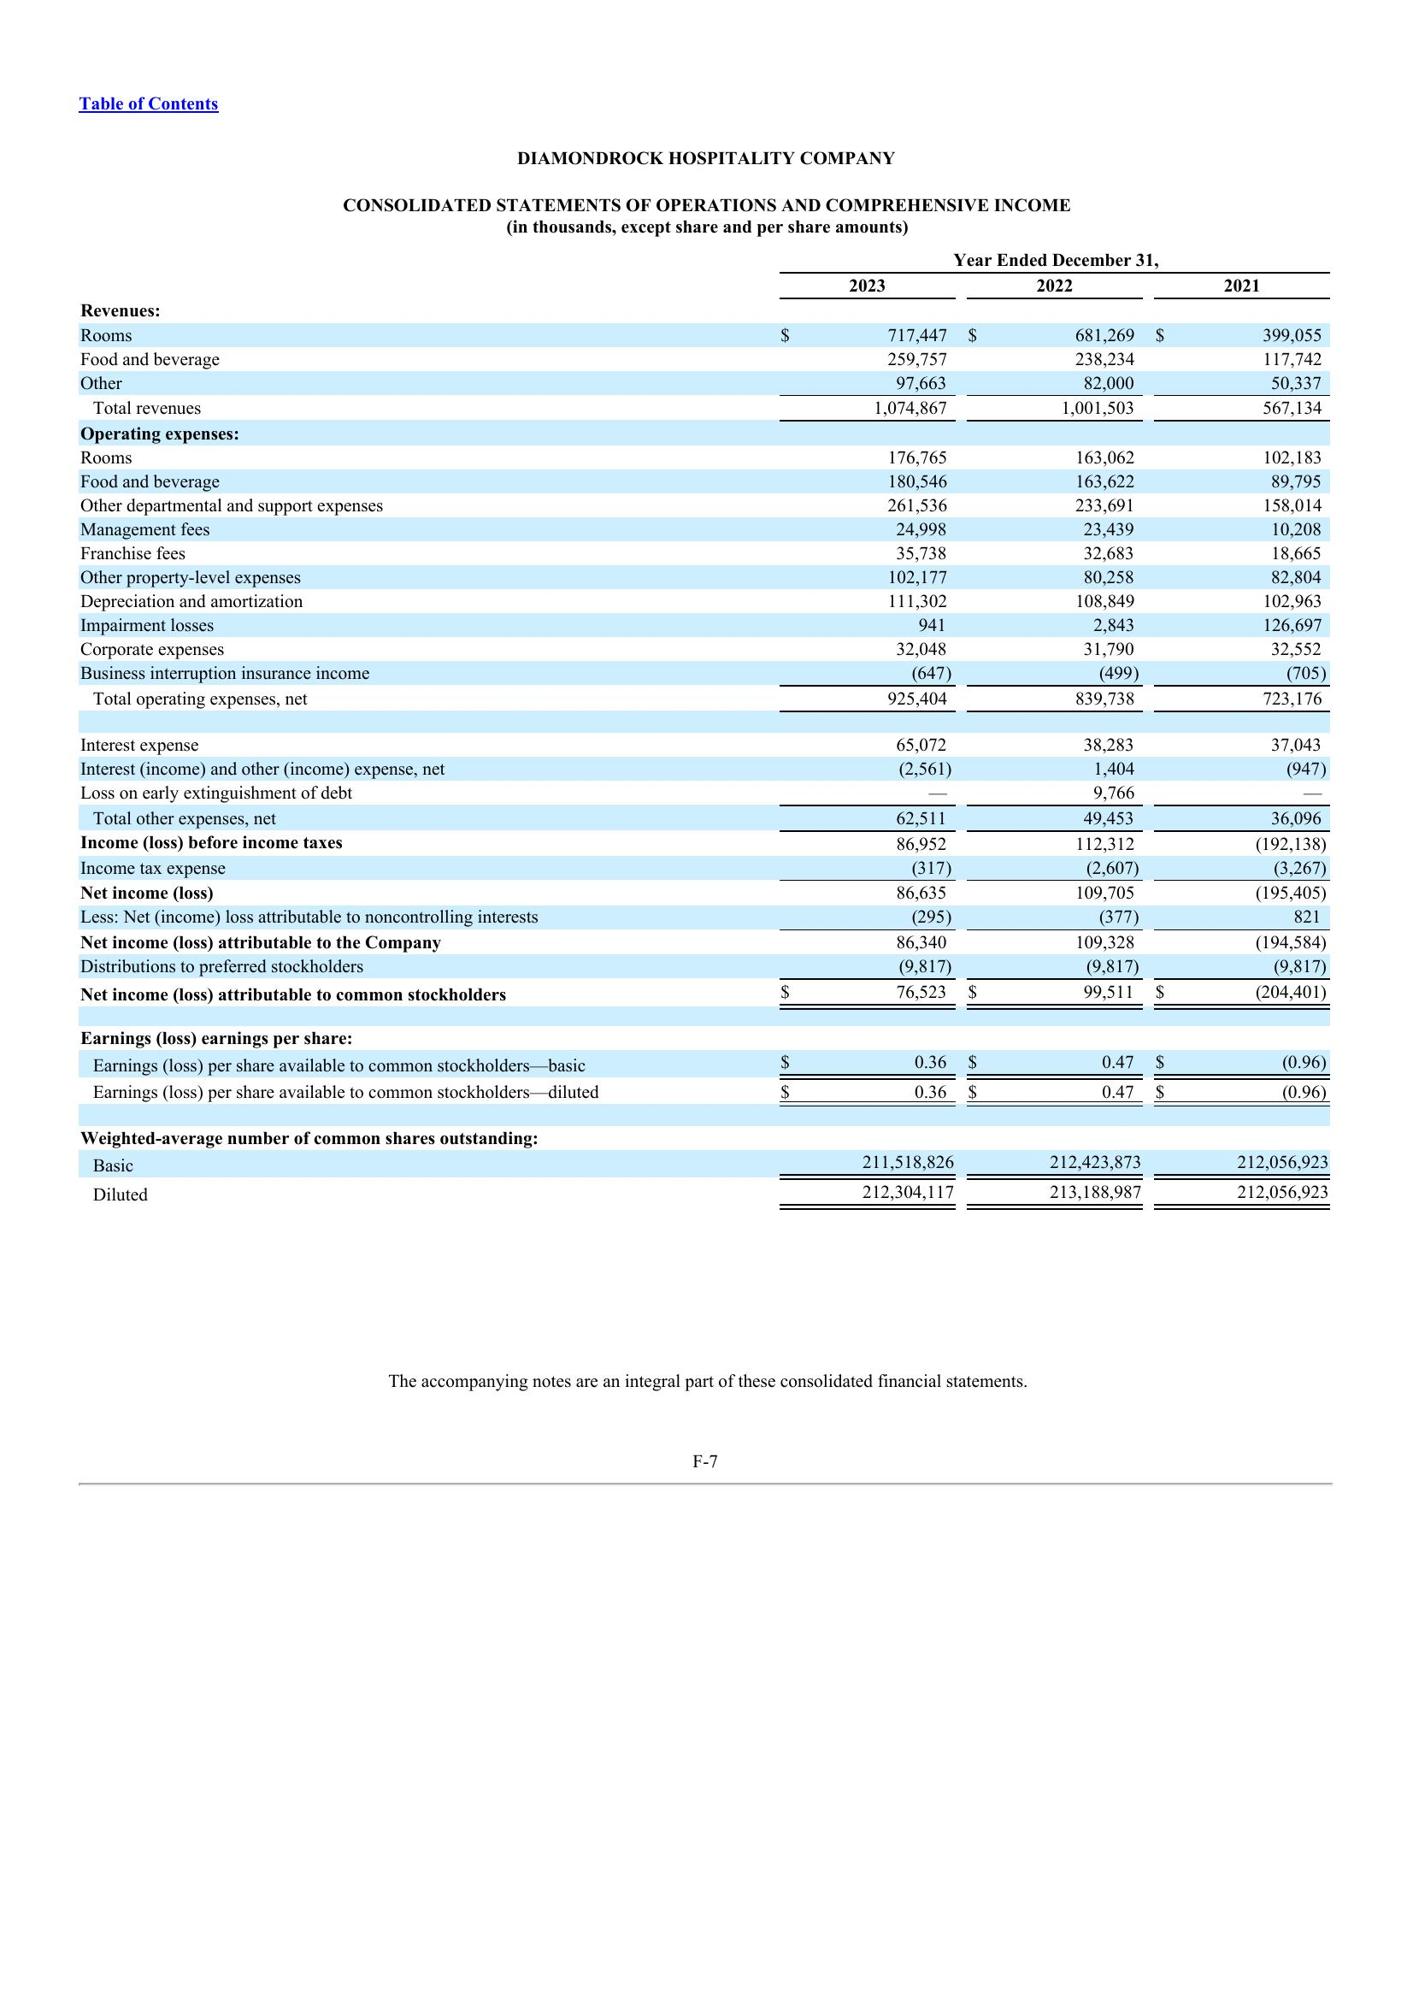 Table of Contents
DIAMONDROCK HOSPITALITY COMPANY
CONSOLIDATED STATEMENTS OF OPERATIONS AND COMPREHENSIVE INCOME
(in thousands, except share and per share amounts)
Year Ended December 31,
2023 2022 2021
Revenues:
Rooms $ 717,447 $ 681,269 $ 399,055
Food and beverage 259,757 238,234 117,742
Other 97,663 82,000 50,337
Total revenues 1,074,867 1,001,503 567,134
Operating expenses:
Rooms 176,765 163,062 102,183
Food and beverage 180,546 163,622 89,795
Other departmental and support expenses 261,536 233,691 158,014
Management fees 24,998 23,439 10,208
Franchise fees 35,738 32,683 18,665
Other property-level expenses 102,177 80,258 82,804
Depreciation and amortization 111,302 108,849 102,963
Impairment losses 941 2,843 126,697
Corporate expenses 32,048 31,790 32,552
Business interruption insurance income (647) (499) (705)
Total operating expenses, net 925,404 839,738 723,176
Interest expense 65,072 38,283 37,043
Interest (income) and other (income) expense, net (2,561) 1,404 (947)
Loss on early extinguishment of debt — 9,766 —
Total other expenses, net 62,511 49,453 36,096
Income (loss) before income taxes 86,952 112,312 (192,138)
Income tax expense (317) (2,607) (3,267)
Net income (loss) 86,635 109,705 (195,405)
Less: Net (income) loss attributable to noncontrolling interests (295) (377) 821
Net income (loss) attributable to the Company 86,340 109,328 (194,584)
Distributions to preferred stockholders (9,817) (9,817) (9,817)
Net income (loss) attributable to common stockholders $ 76,523 $ 99,511 $ (204,401)
Earnings (loss) earnings per share:
Earnings (loss) per share available to common stockholders—basic $ 0.36 $ 0.47 $ (0.96)
Earnings (loss) per share available to common stockholders—diluted $ 0.36 $ 0.47 $ (0.96)
Weighted-average number of common shares outstanding:
Basic 211,518,826 212,423,873 212,056,923
Diluted 212,304,117 213,188,987 212,056,923
The accompanying notes are an integral part of these consolidated financial statements.
F-7